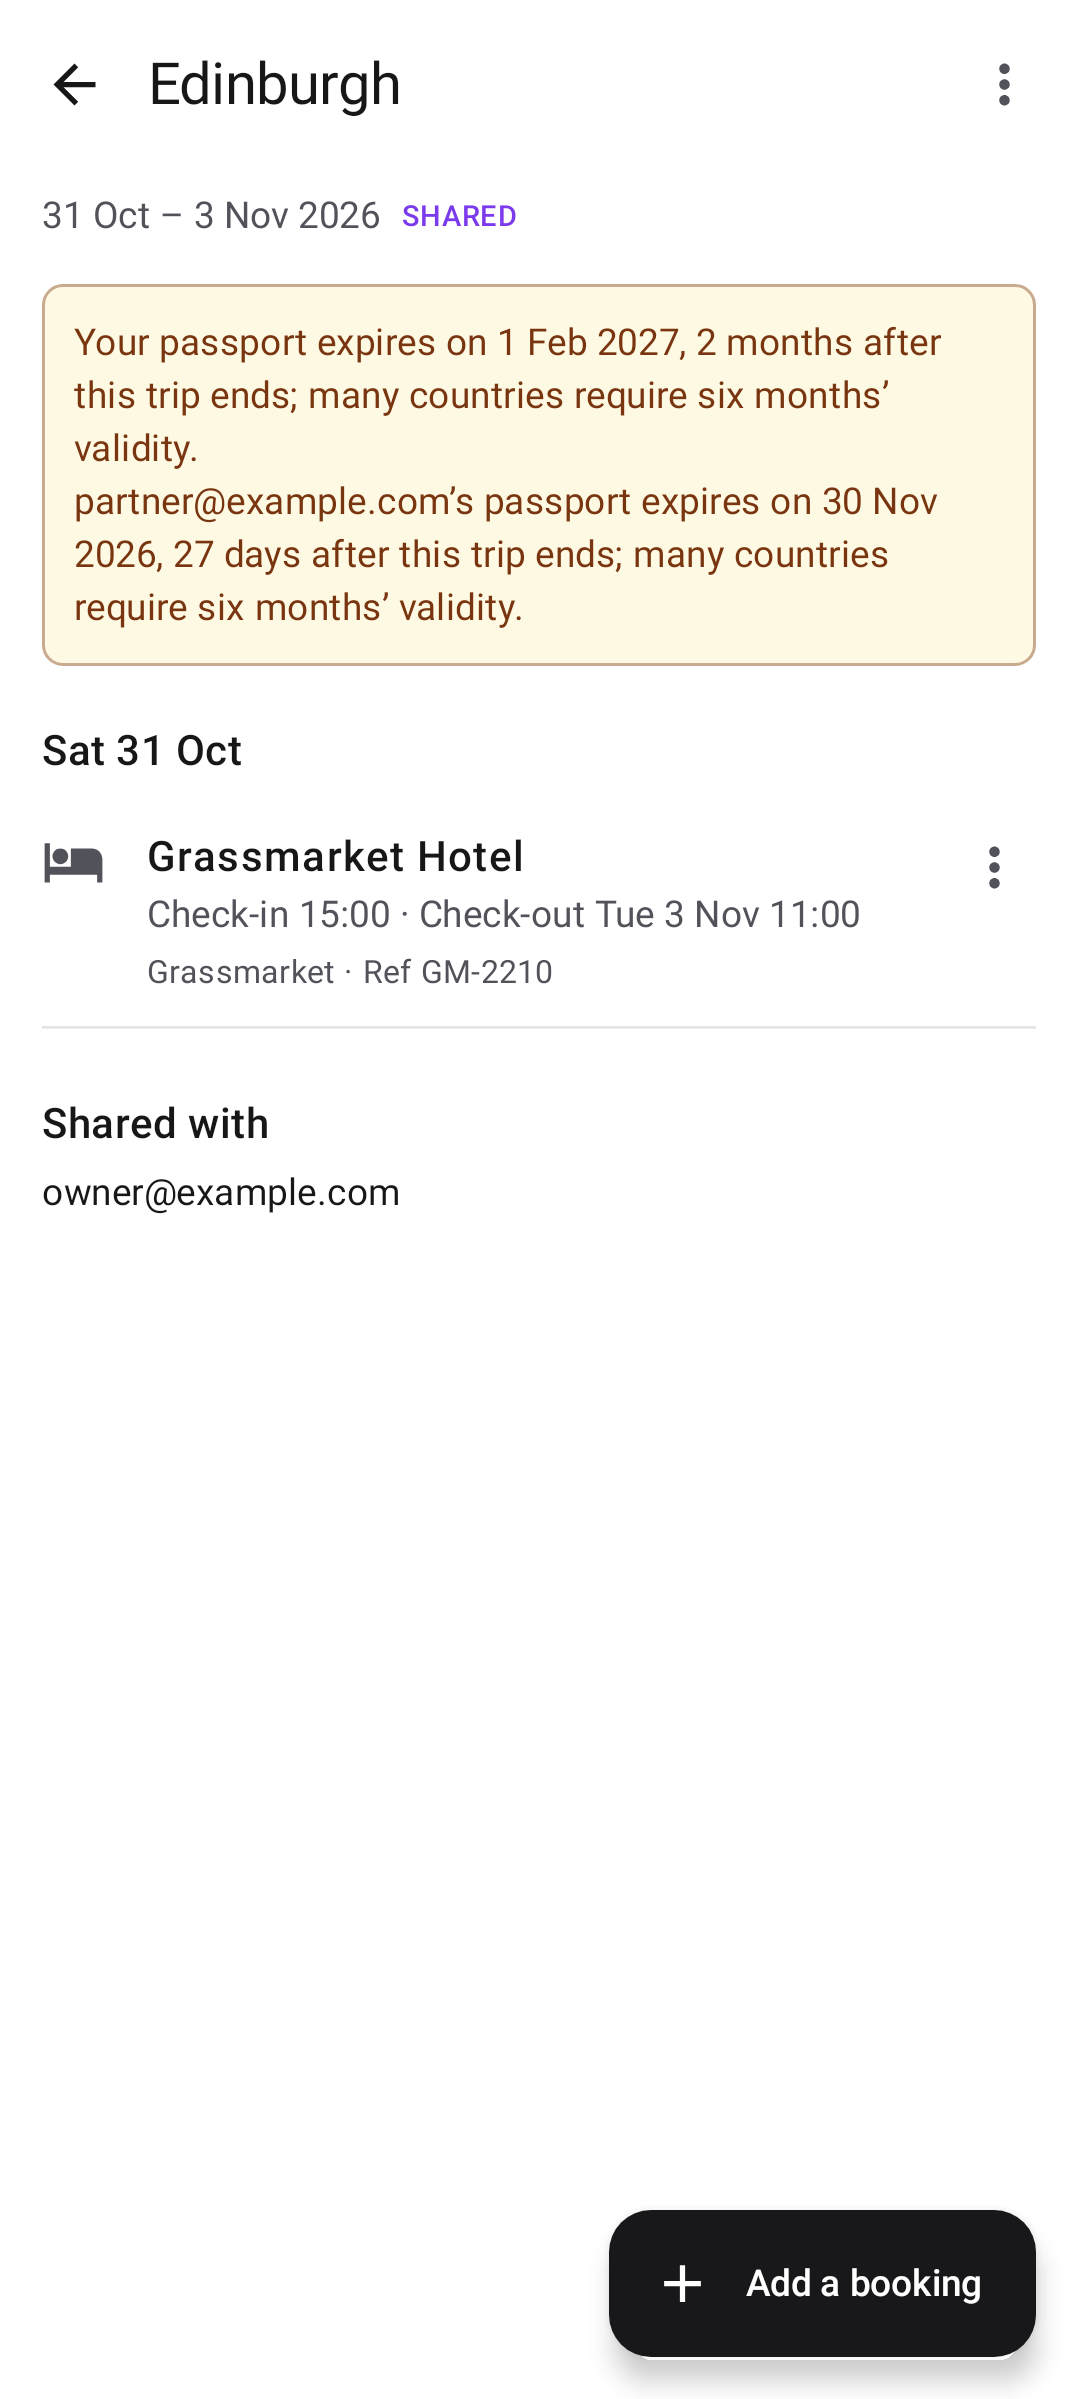 Edinburgh
31 Oct – 3 Nov 2026 SHARED
Your passport expires on 1 Feb 2027, 2 months after
this trip ends; many countries require six months’
validity.
partner@example.com’s passport expires on 30 Nov
2026, 27 days after this trip ends; many countries
require six months’ validity.
Sat 31 Oct
Grassmarket Hotel
Check-in 15:00 · Check-out Tue 3 Nov 11:00
Grassmarket · Ref GM-2210
Shared with
owner@example.com
Add a booking